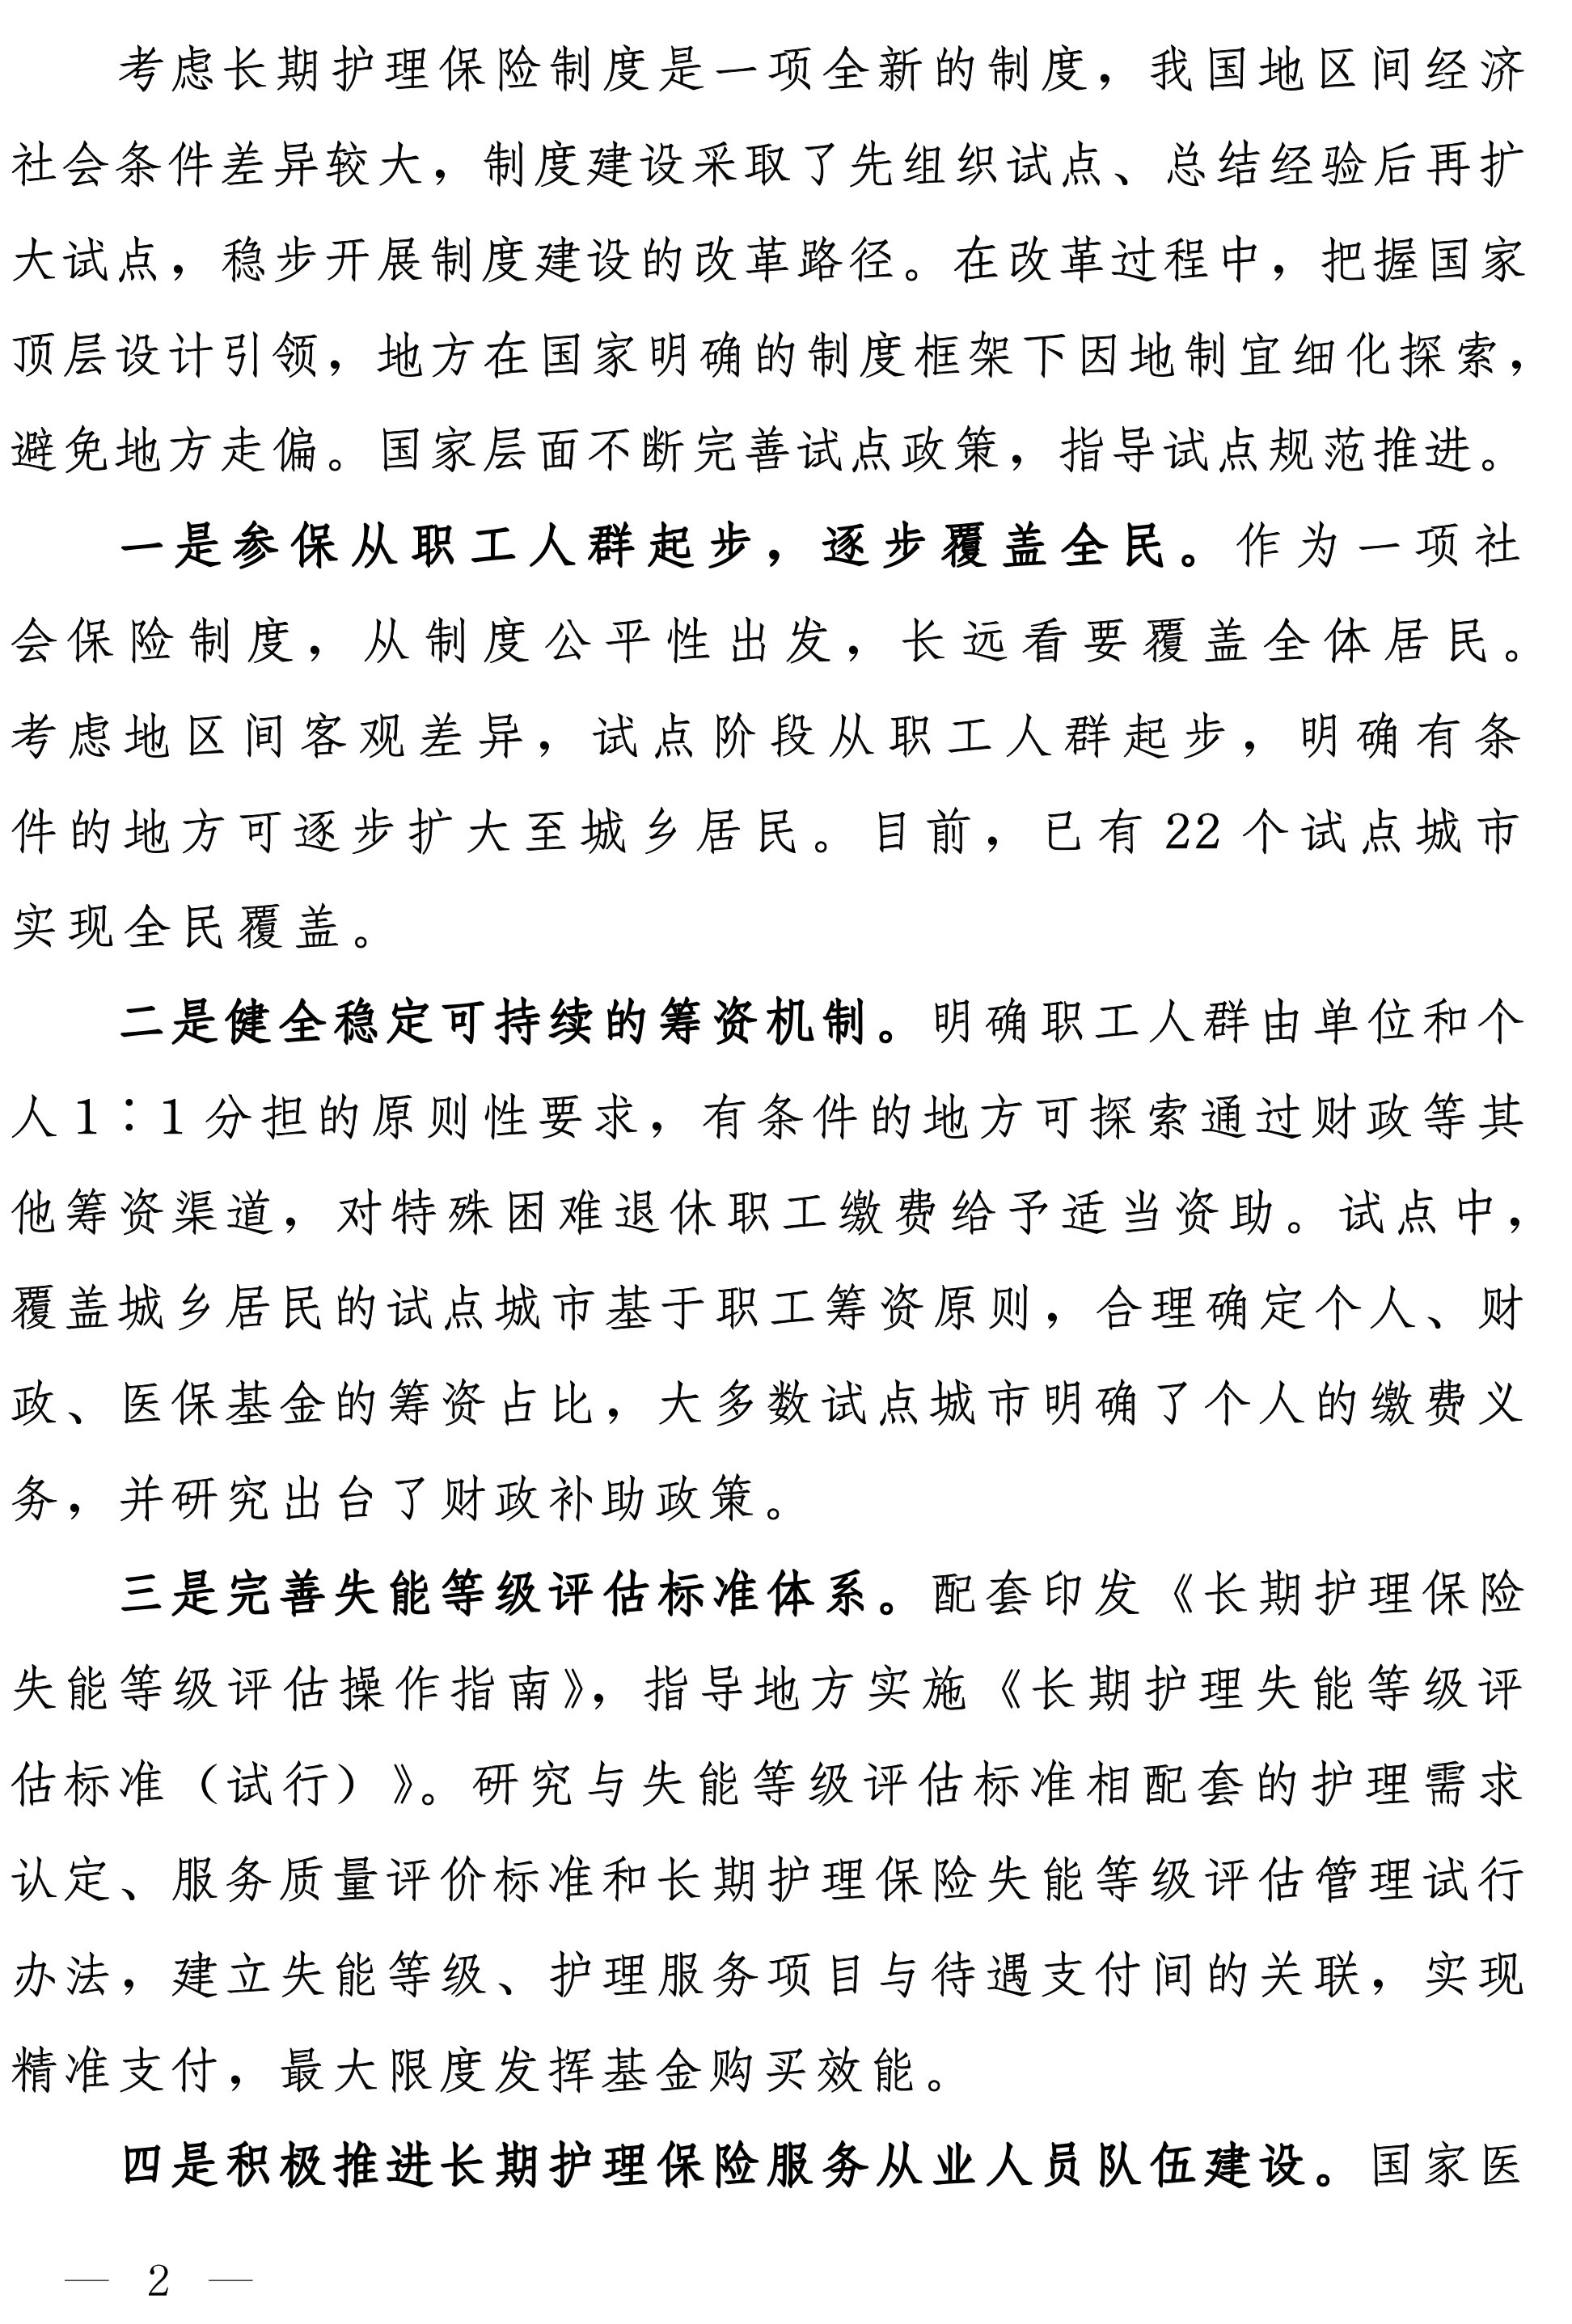 考虑长期护理保险制度是一项全新的制度，我国地区间经济
社会条件差异较大，制度建设采取了先组织试点、总结经验后再扩
大试点，稳步开展制度建设的改革路径。在改革过程中，把握国家
顶层设计引领，地方在国家明确的制度框架下因地制宜细化探索，
避免地方走偏。国家层面不断完善试点政策，指导试点规范推进。
一是参保从职工人群起步，逐步覆盖全民。作为一项社
会保险制度，从制度公平性出发，长远看要覆盖全体居民。
考虑地区间客观差异，试点阶段从职工人群起步，明确有条
件的地方可逐步扩大至城乡居民。目前，已有 22 个试点城市
实现全民覆盖。
二是健全稳定可持续的筹资机制。明确职工人群由单位和个
人 1∶1 分担的原则性要求，有条件的地方可探索通过财政等其
他筹资渠道，对特殊困难退休职工缴费给予适当资助。试点中，
覆盖城乡居民的试点城市基于职工筹资原则，合理确定个人、财
政、医保基金的筹资占比，大多数试点城市明确了个人的缴费义
务，并研究出台了财政补助政策。
三是完善失能等级评估标准体系。配套印发《长期护理保险
失能等级评估操作指南》，指导地方实施《长期护理失能等级评
估标准（试行）》。研究与失能等级评估标准相配套的护理需求
认定、服务质量评价标准和长期护理保险失能等级评估管理试行
办法，建立失能等级、护理服务项目与待遇支付间的关联，实现
精准支付，最大限度发挥基金购买效能。
四是积极推进长期护理保险服务从业人员队伍建设。国家医
— 2 —